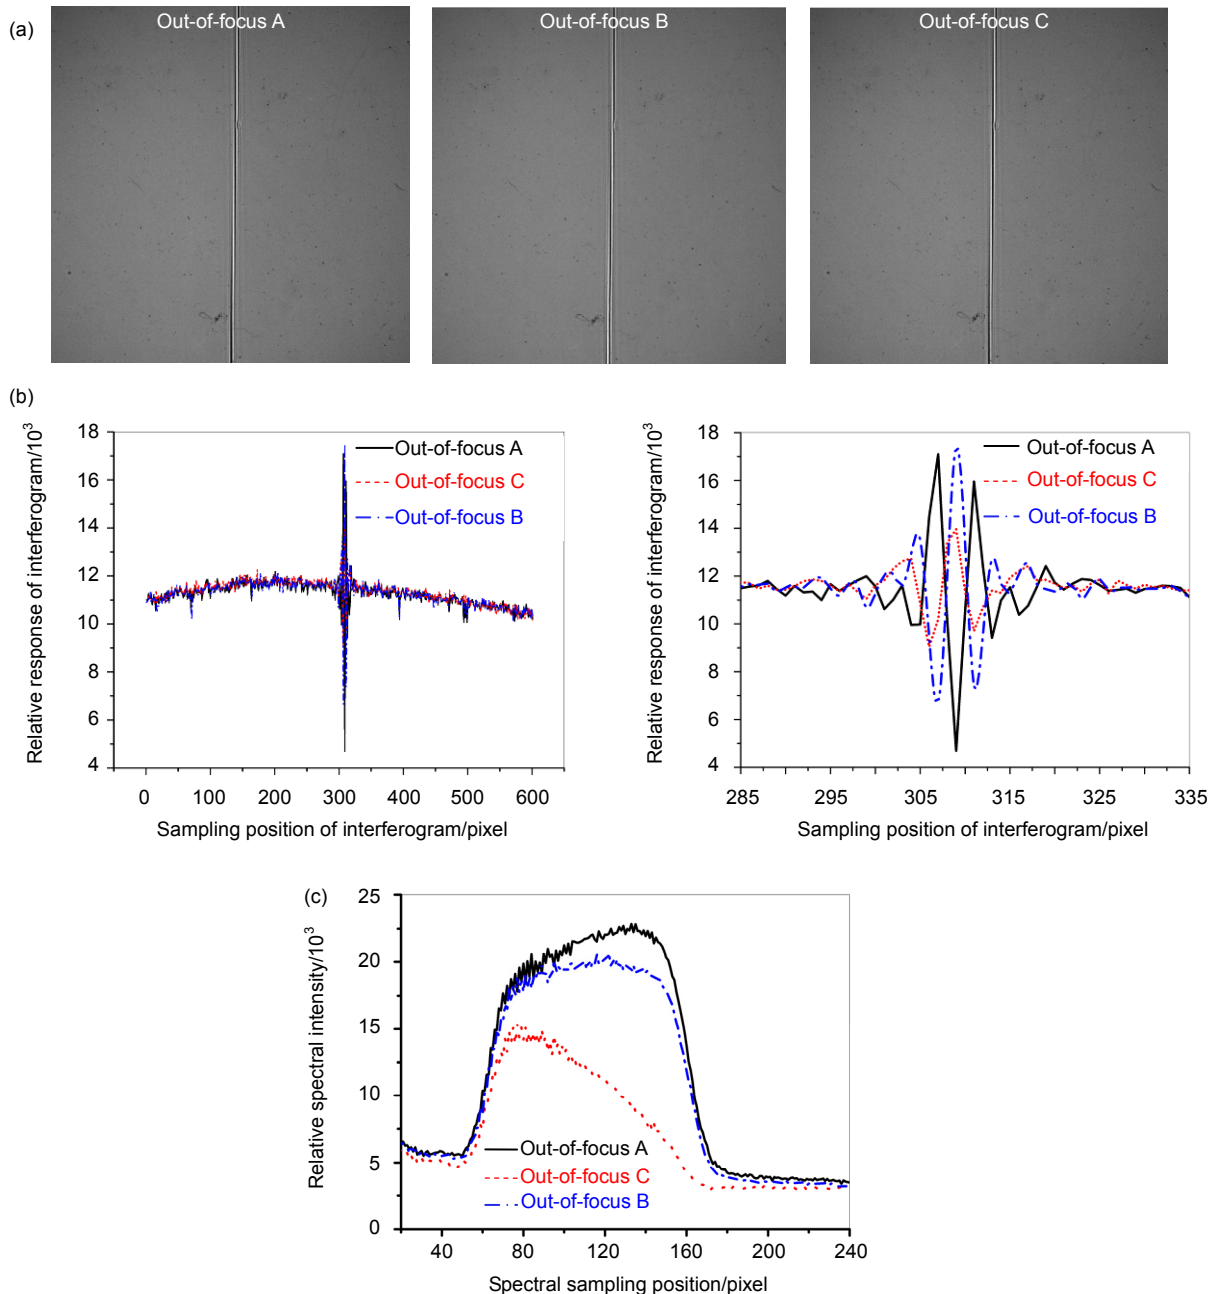 (a)
Out-of-focus A
Out-of-focus B
Out-of-focus C
(b)
Relative response of interferogram/10³
18
16
14
12
10
8
6
4
Out-of-focus A
Out-of-focus C
Out-of-focus B
0 100 200 300 400 500 600
Sampling position of interferogram/pixel
Relative response of interferogram/10³
18
16
14
12
10
8
6
4
Out-of-focus A
Out-of-focus C
Out-of-focus B
285 295 305 315 325 335
Sampling position of interferogram/pixel
(c)
Relative spectral intensity/10³
25
20
15
10
5
0
Out-of-focus A
Out-of-focus C
Out-of-focus B
40 80 120 160 200 240
Spectral sampling position/pixel